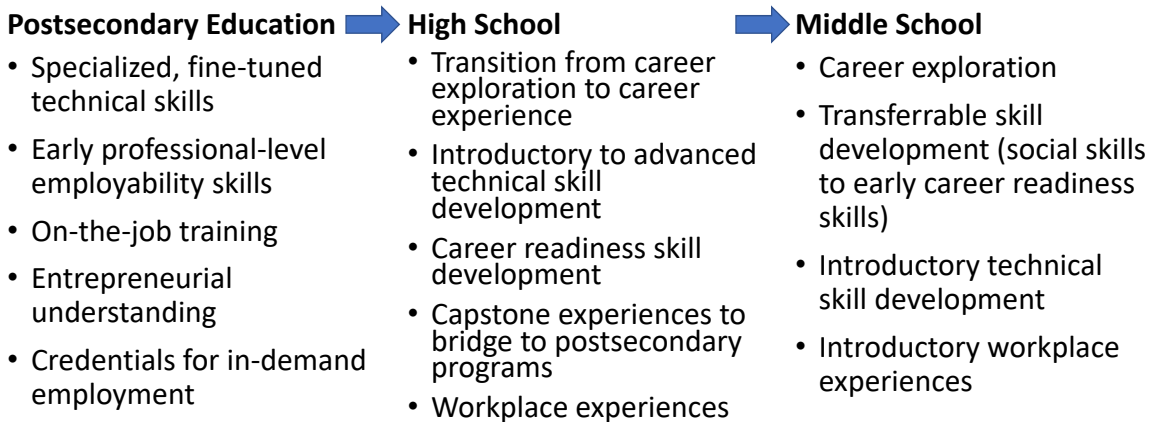 Postsecondary Education
• Specialized, fine-tuned
technical skills
• Early professional-level
employability skills
• On-the-job training
• Entrepreneurial
understanding
• Credentials for in-demand
employment
High School
• Transition from career
exploration to career
experience
• Introductory to advanced
technical skill
development
• Career readiness skill
development
• Capstone experiences to
bridge to postsecondary
programs
• Workplace experiences
Middle School
• Career exploration
• Transferrable skill
development (social skills
to early career readiness
skills)
• Introductory technical
skill development
• Introductory workplace
experiences